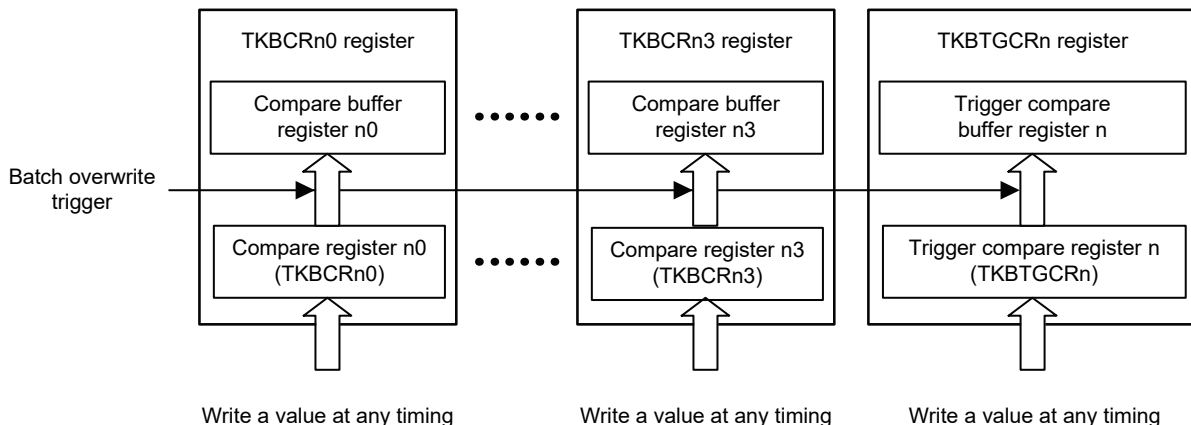 TKBCRn0 register
TKBCRn3 register
TKBTGCRn register
Compare buffer
register n0
Compare buffer
register n3
Trigger compare
buffer register n
Batch overwrite
trigger
Compare register n0
(TKBCRn0)
Compare register n3
(TKBCRn3)
Trigger compare register n
(TKBTGCRn)
Write a value at any timing
Write a value at any timing
Write a value at any timing